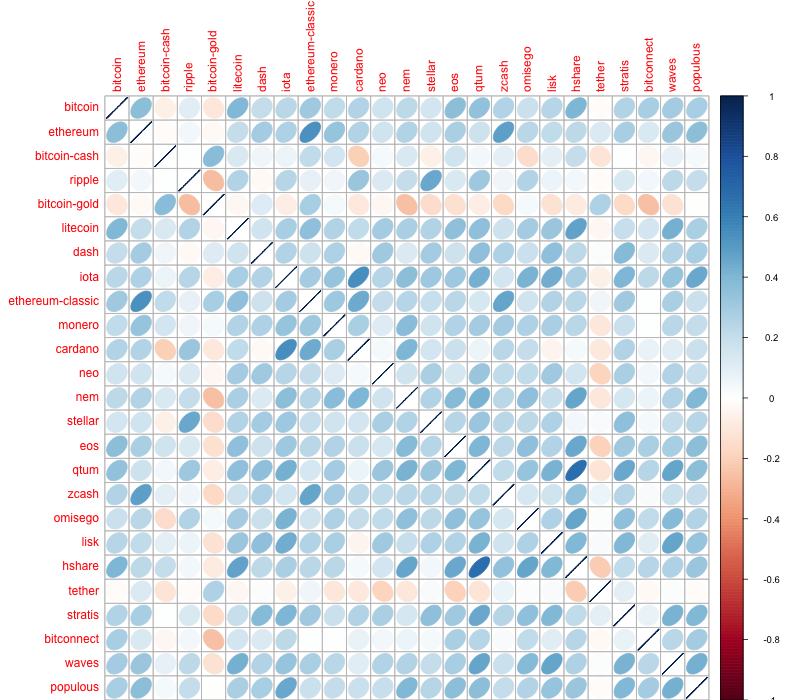 bitcoin
ethereum
bitcoin-cash
ripple
bitcoin-gold
litecoin
dash
iota
ethereum-classic
monero
cardano
neo
nem
stellar
eos
qtum
zcash
omisego
lisk
hshare
tether
stratis
bitconnect
waves
populous
bitcoin
ethereum
bitcoin-cash
ripple
bitcoin-gold
litecoin
dash
iota
ethereum-classic
monero
cardano
neo
nem
stellar
eos
qtum
zcash
omisego
lisk
hshare
tether
stratis
bitconnect
waves
populous
1
0.8
0.6
0.4
0.2
0
-0.2
-0.4
-0.6
-0.8
-1